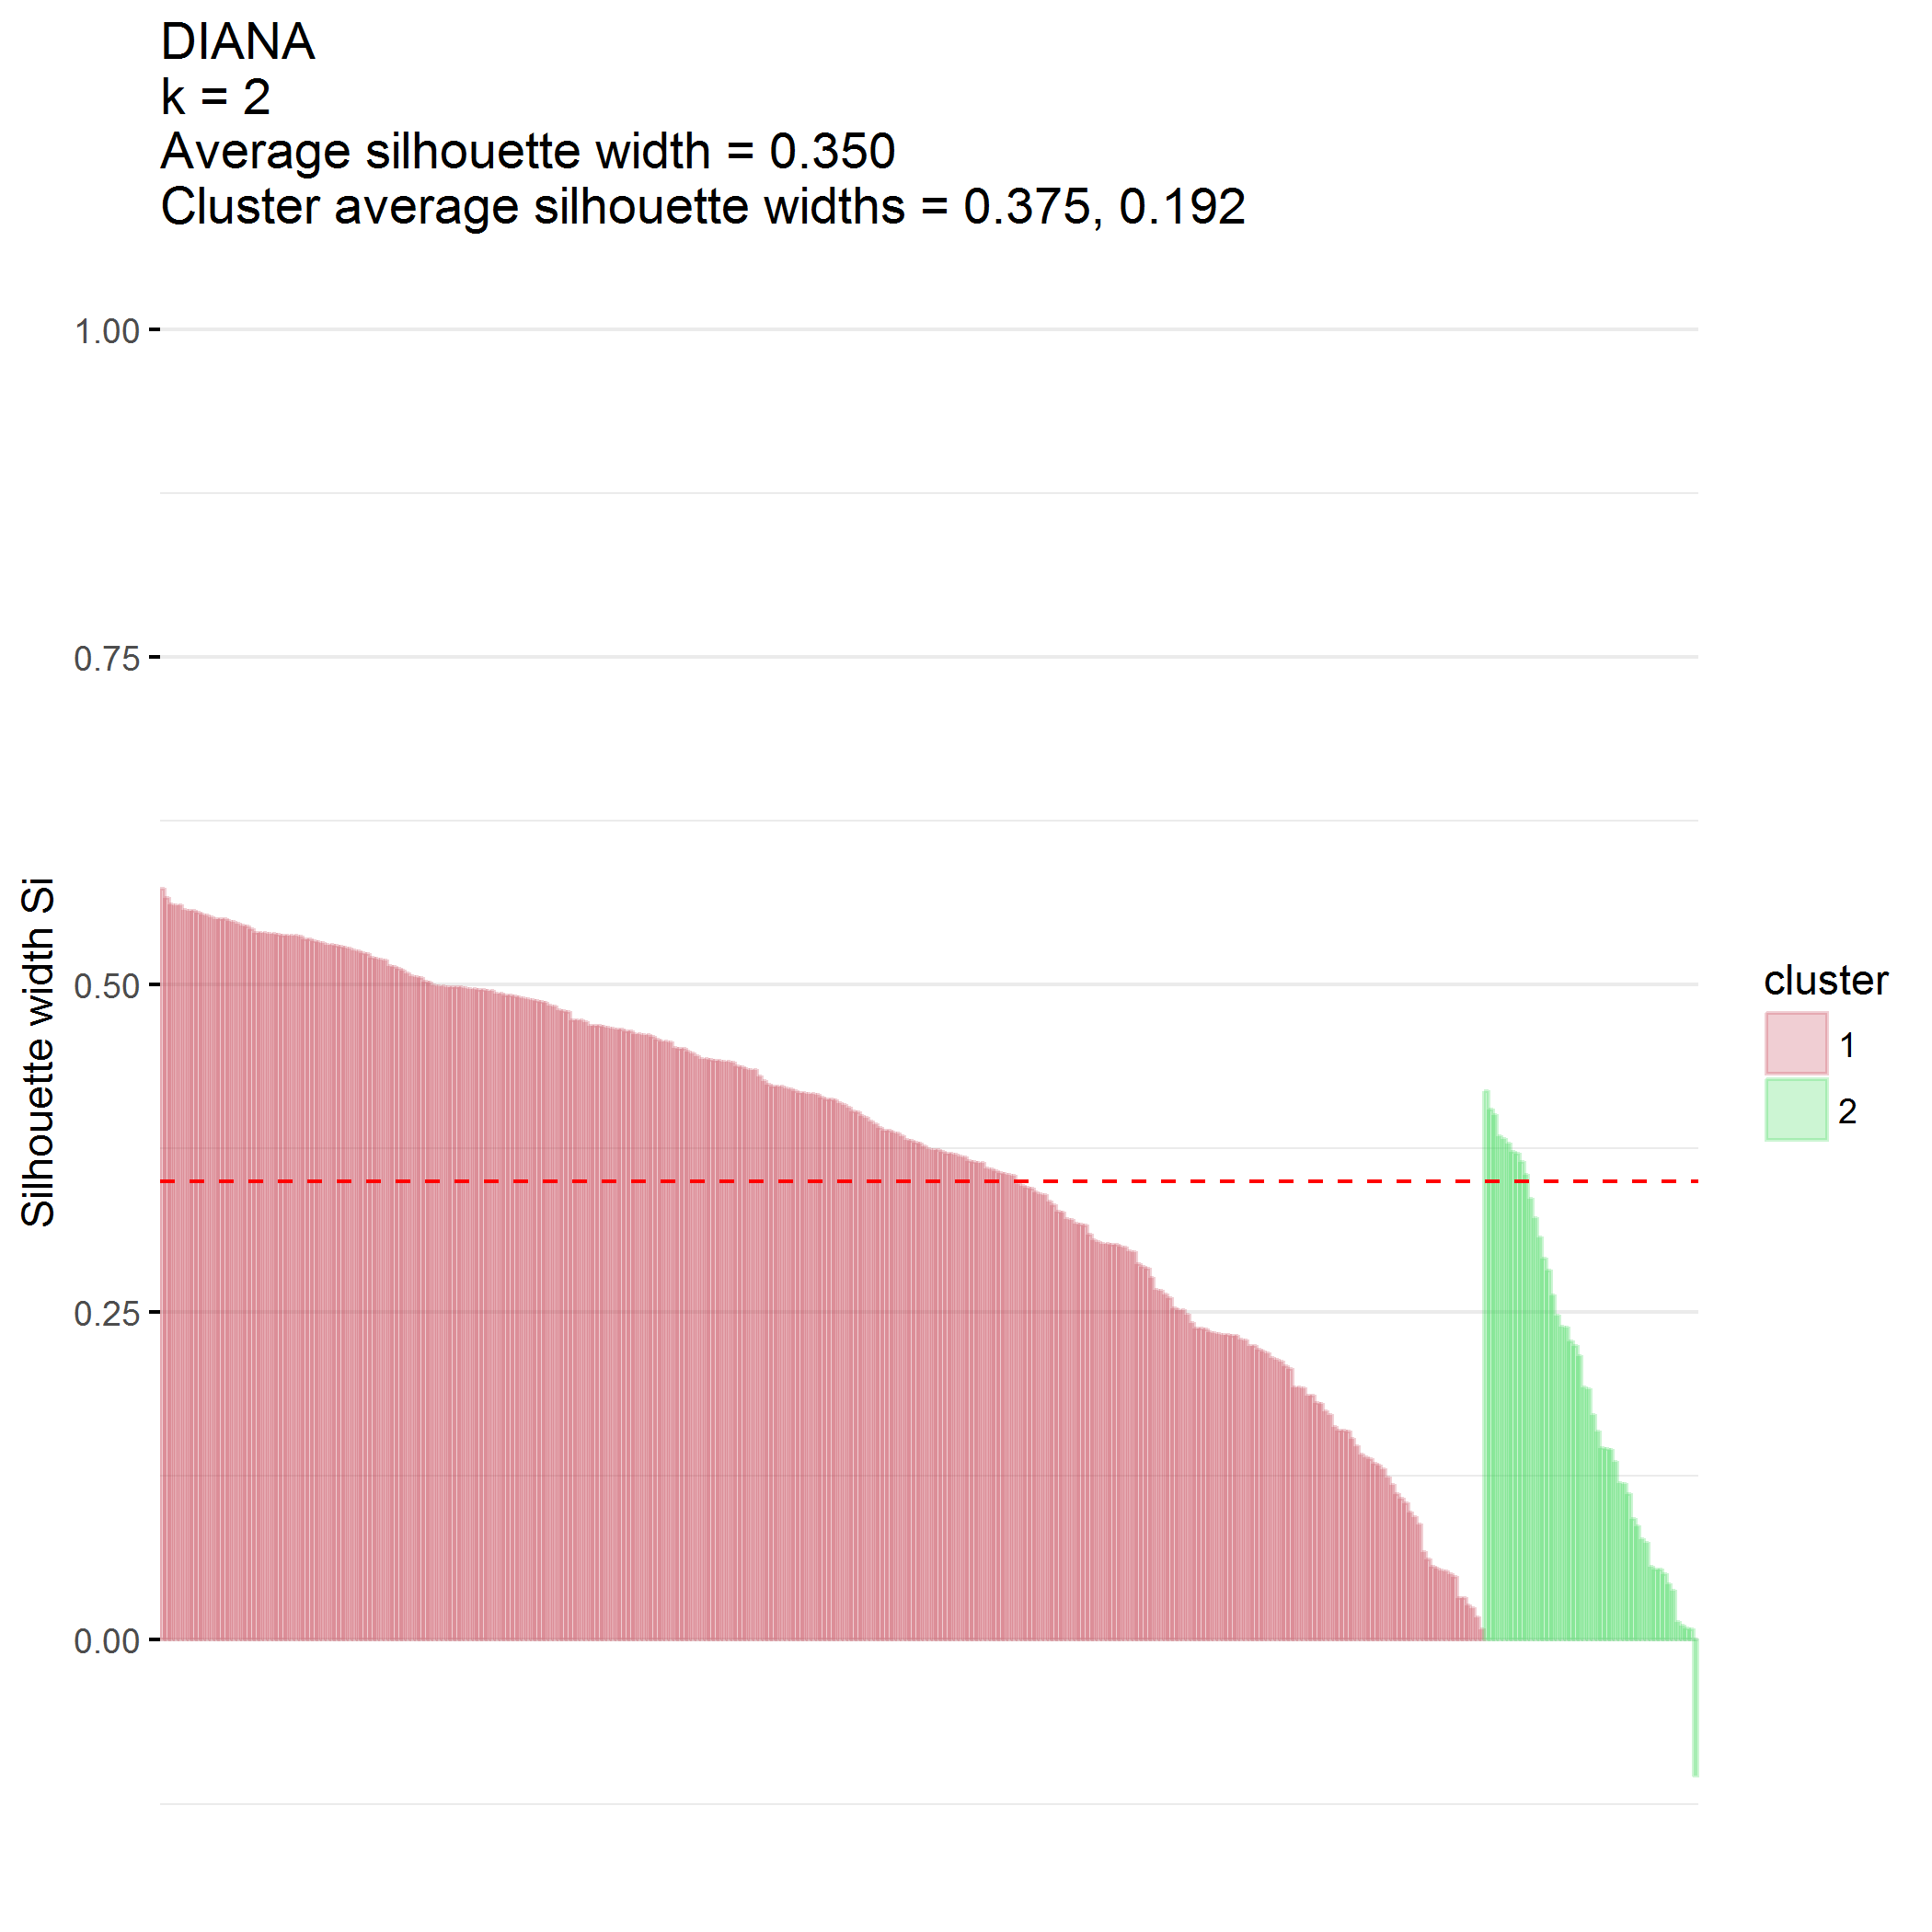 DIANA
k = 2
Average silhouette width = 0.350
Cluster average silhouette widths = 0.375, 0.192
1.00
0.75
0.50
0.25
0.00
Silhouette width Si
cluster
1
2